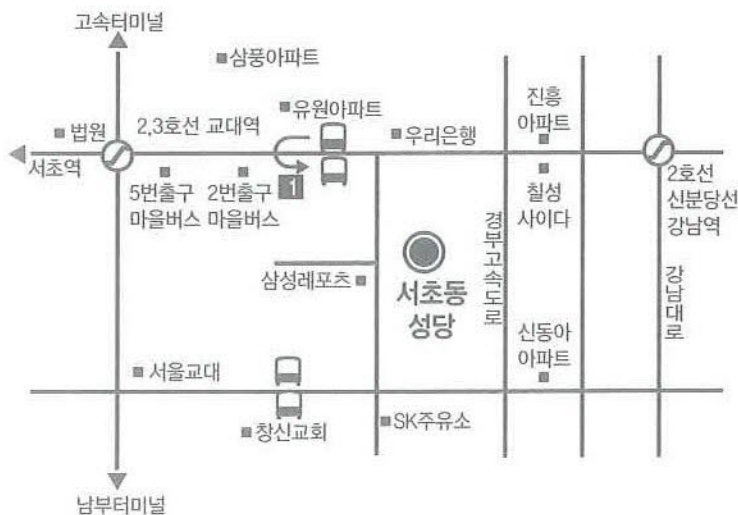 고속터미널
삼풍아파트
유원아파트
진흥
아파트
법원
2,3호선 교대역
우리은행
서초역
5번출구
마을버스
2번출구
마을버스
1
칠성
사이다
2호선
신분당선
강남역
경부고속도로
강남대로
삼성레포츠
서초동
성당
신동아
아파트
서울교대
창신교회
SK주유소
남부터미널